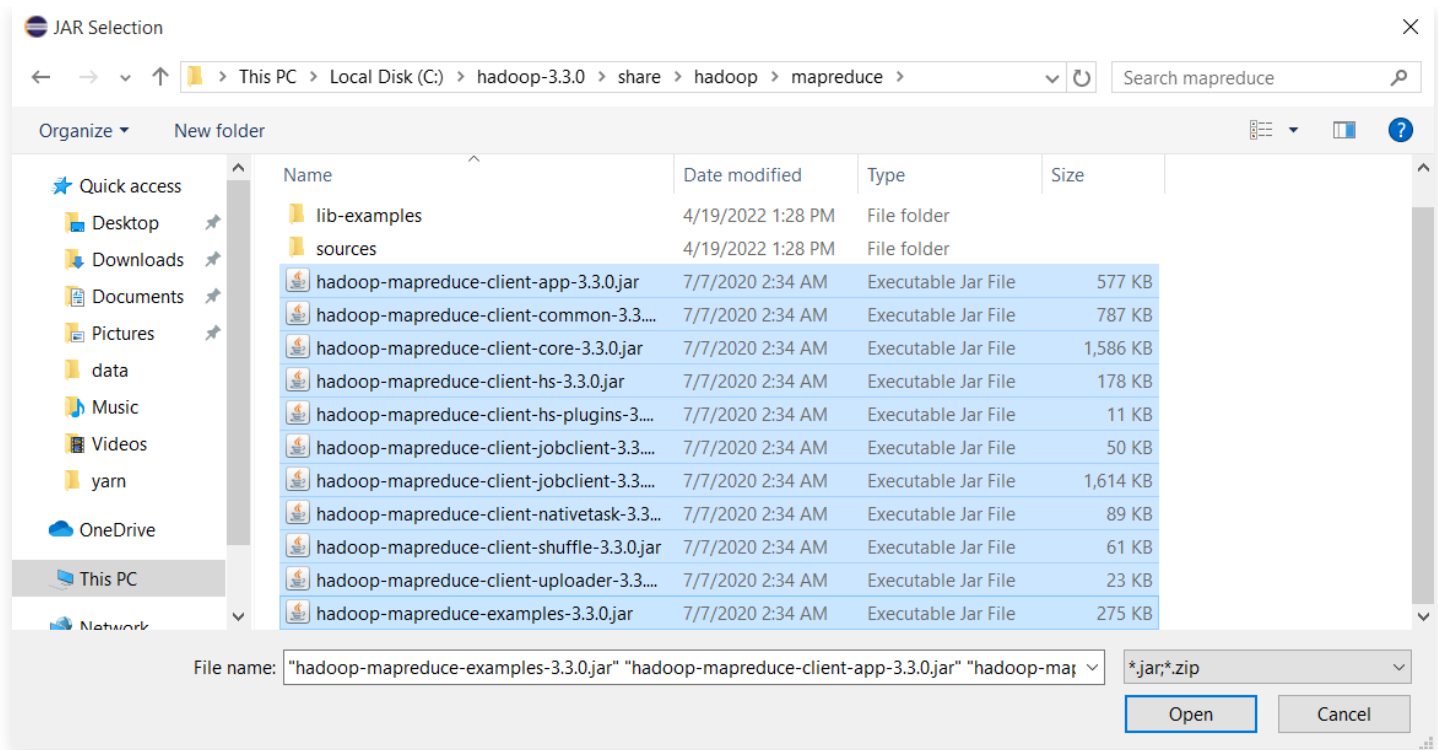 JAR Selection
This PC > Local Disk (C:) > hadoop-3.3.0 > share > hadoop > mapreduce >
Search mapreduce
Organize
New folder
?
Name Date modified Type Size
Quick access
Desktop
Downloads
Documents
Pictures
data
Music
Videos
yarn
OneDrive
This PC
Network
lib-examples 4/19/2022 1:28 PM File folder
sources 4/19/2022 1:28 PM File folder
hadoop-mapreduce-client-app-3.3.0.jar 7/7/2020 2:34 AM Executable Jar File 577 KB
hadoop-mapreduce-client-common-3.3.... 7/7/2020 2:34 AM Executable Jar File 787 KB
hadoop-mapreduce-client-core-3.3.0.jar 7/7/2020 2:34 AM Executable Jar File 1,586 KB
hadoop-mapreduce-client-hs-3.3.0.jar 7/7/2020 2:34 AM Executable Jar File 178 KB
hadoop-mapreduce-client-hs-plugins-3.... 7/7/2020 2:34 AM Executable Jar File 11 KB
hadoop-mapreduce-client-jobclient-3.3.... 7/7/2020 2:34 AM Executable Jar File 50 KB
hadoop-mapreduce-client-jobclient-3.3.... 7/7/2020 2:34 AM Executable Jar File 1,614 KB
hadoop-mapreduce-client-nativetask-3.3... 7/7/2020 2:34 AM Executable Jar File 89 KB
hadoop-mapreduce-client-shuffle-3.3.0.jar 7/7/2020 2:34 AM Executable Jar File 61 KB
hadoop-mapreduce-client-uploader-3.3.... 7/7/2020 2:34 AM Executable Jar File 23 KB
hadoop-mapreduce-examples-3.3.0.jar 7/7/2020 2:34 AM Executable Jar File 275 KB
File name: "hadoop-mapreduce-examples-3.3.0.jar" "hadoop-mapreduce-client-app-3.3.0.jar" "hadoop-map
*.jar;*.zip
Open
Cancel